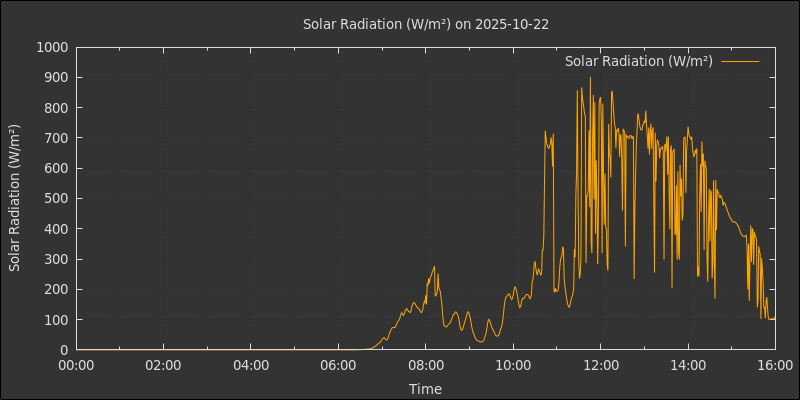 Solar Radiation (W/m²) on 2025-10-22
Solar Radiation (W/m²)
Solar Radiation (W/m²)
1000
900
800
700
600
500
400
300
200
100
0
00:00 02:00 04:00 06:00 08:00 10:00 12:00 14:00 16:00
Time